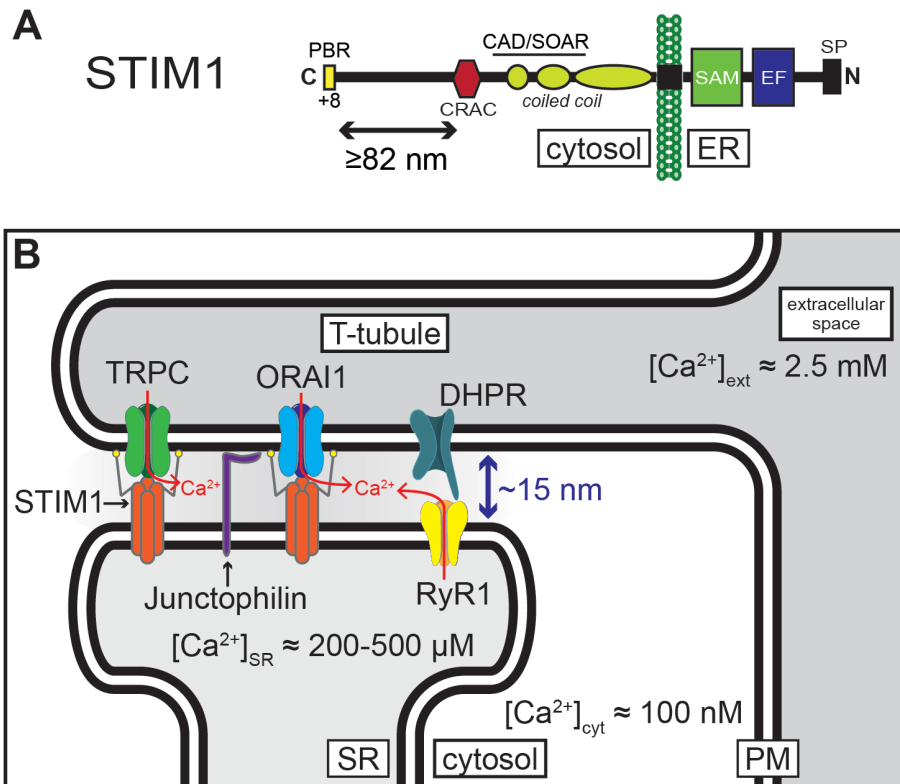 A
STIM1
PBR
C
+8
≥82 nm
CRAC
CAD/SOAR
coiled coil
cytosol
ER
SAM
EF
SP
N
B
T-tubule
extracellular
space
[Ca²⁺]ext ≈ 2.5 mM
TRPC
ORAI1
DHPR
Ca²⁺
Ca²⁺
~15 nm
STIM1
Junctophilin
RyR1
[Ca²⁺]SR ≈ 200-500 µM
[Ca²⁺]cyt ≈ 100 nM
SR
cytosol
PM